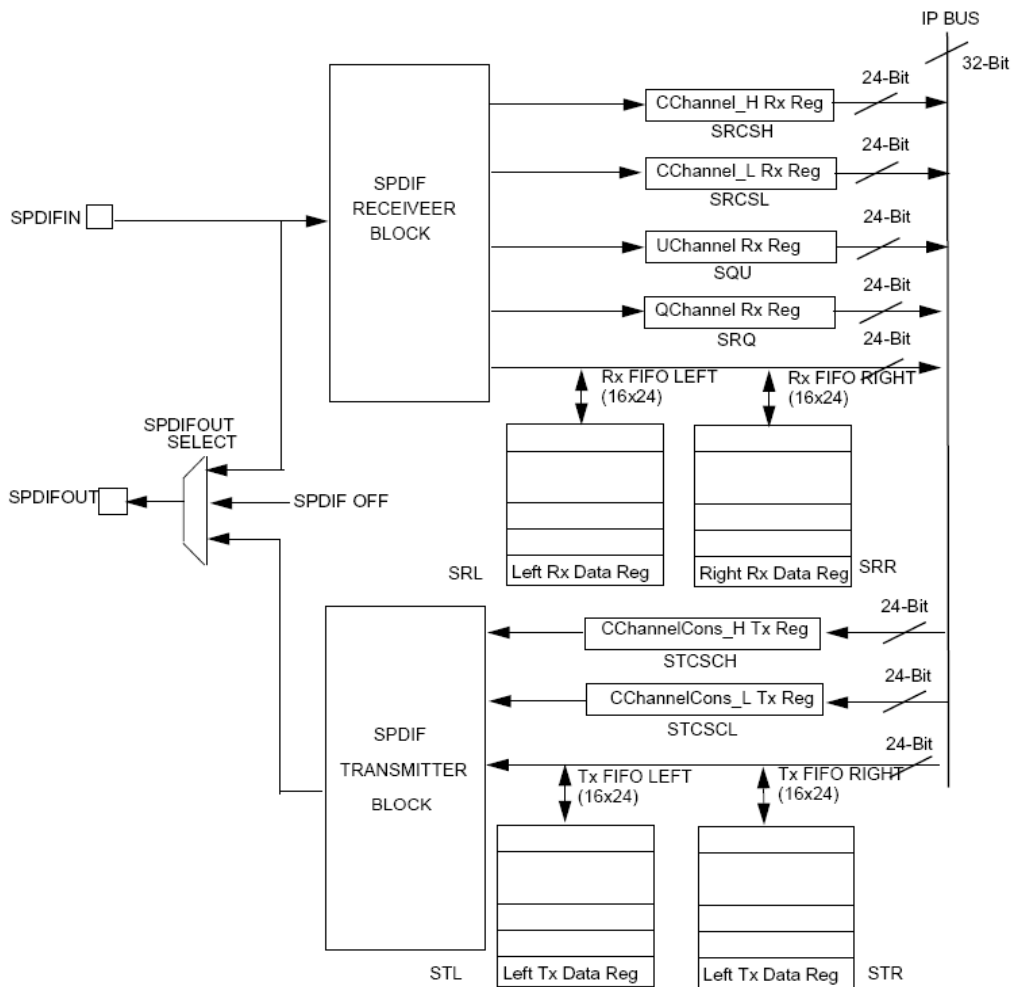 IP BUS
32-Bit
24-Bit
CChannel_H Rx Reg
SRCSH
24-Bit
SPDIF
RECEIVEER
BLOCK
CChannel_L Rx Reg
SRCSL
SPDIFIN
24-Bit
UChannel Rx Reg
SQU
24-Bit
QChannel Rx Reg
SRQ
24-Bit
Rx FIFO LEFT
(16x24)
Rx FIFO RIGHT
(16x24)
SPDIFOUT
SELECT
SPDIFOUT
SPDIF OFF
SRL
Left Rx Data Reg
Right Rx Data Reg
SRR
24-Bit
CChannelCons_H Tx Reg
STCSCH
24-Bit
CChannelCons_L Tx Reg
STCSCL
SPDIF
TRANSMITTER
BLOCK
24-Bit
Tx FIFO LEFT
(16x24)
Tx FIFO RIGHT
(16x24)
STL
Left Tx Data Reg
Left Tx Data Reg
STR